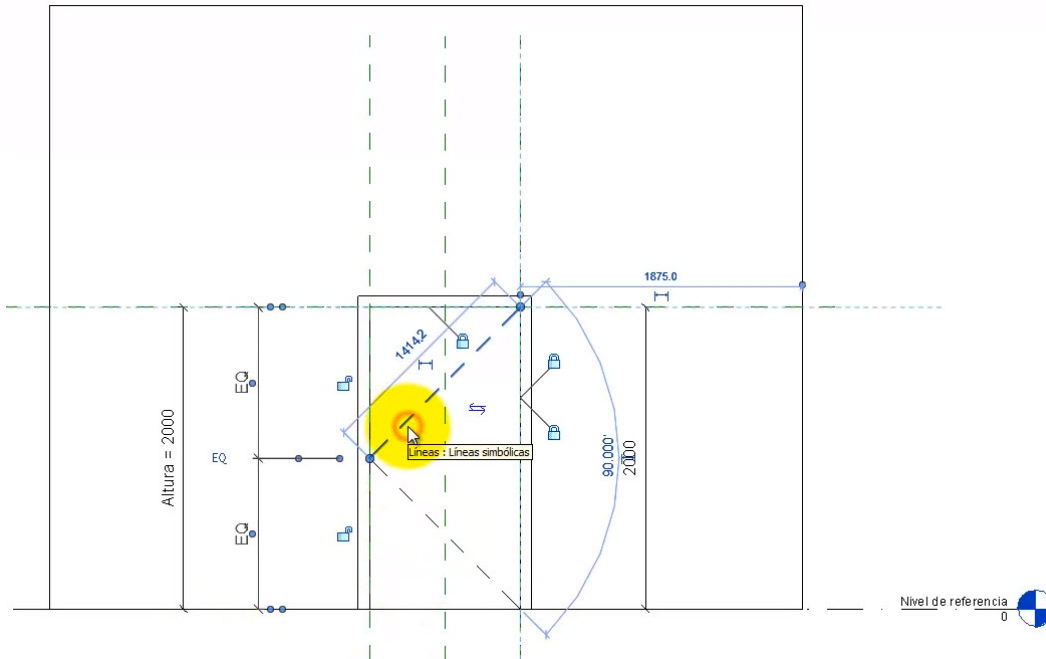 1875.0
1414.2
EQ
Altura = 2000
EQ
EQ
Líneas : Líneas simbólicas
90.000°
2000
Nivel de referencia
0